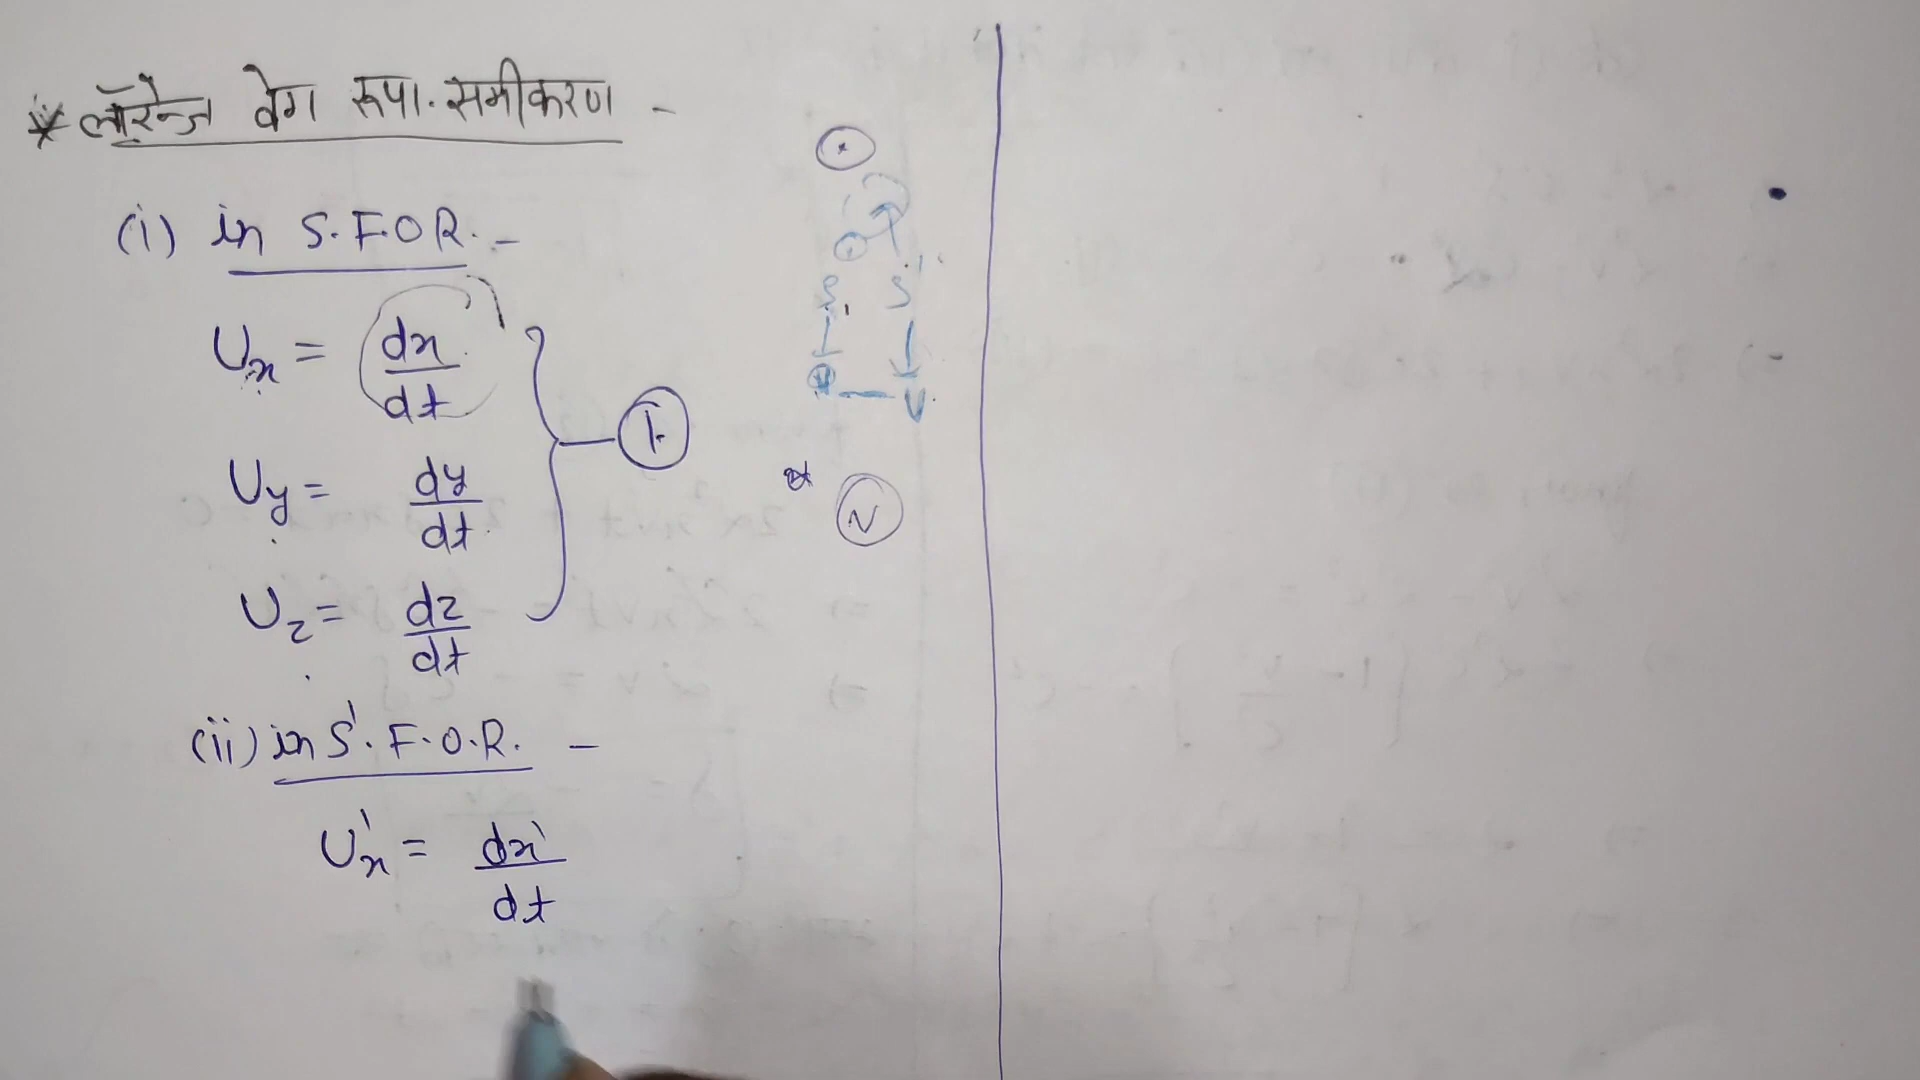 * लॉरेन्ज वेग रूपा. समीकरण -
(i) in S.F.O.R. -
Ux = dx/dt
Uy = dy/dt
Uz = dz/dt
1
S S'
V
(ii) in S'. F.O.R. -
U'x = dx'/dt